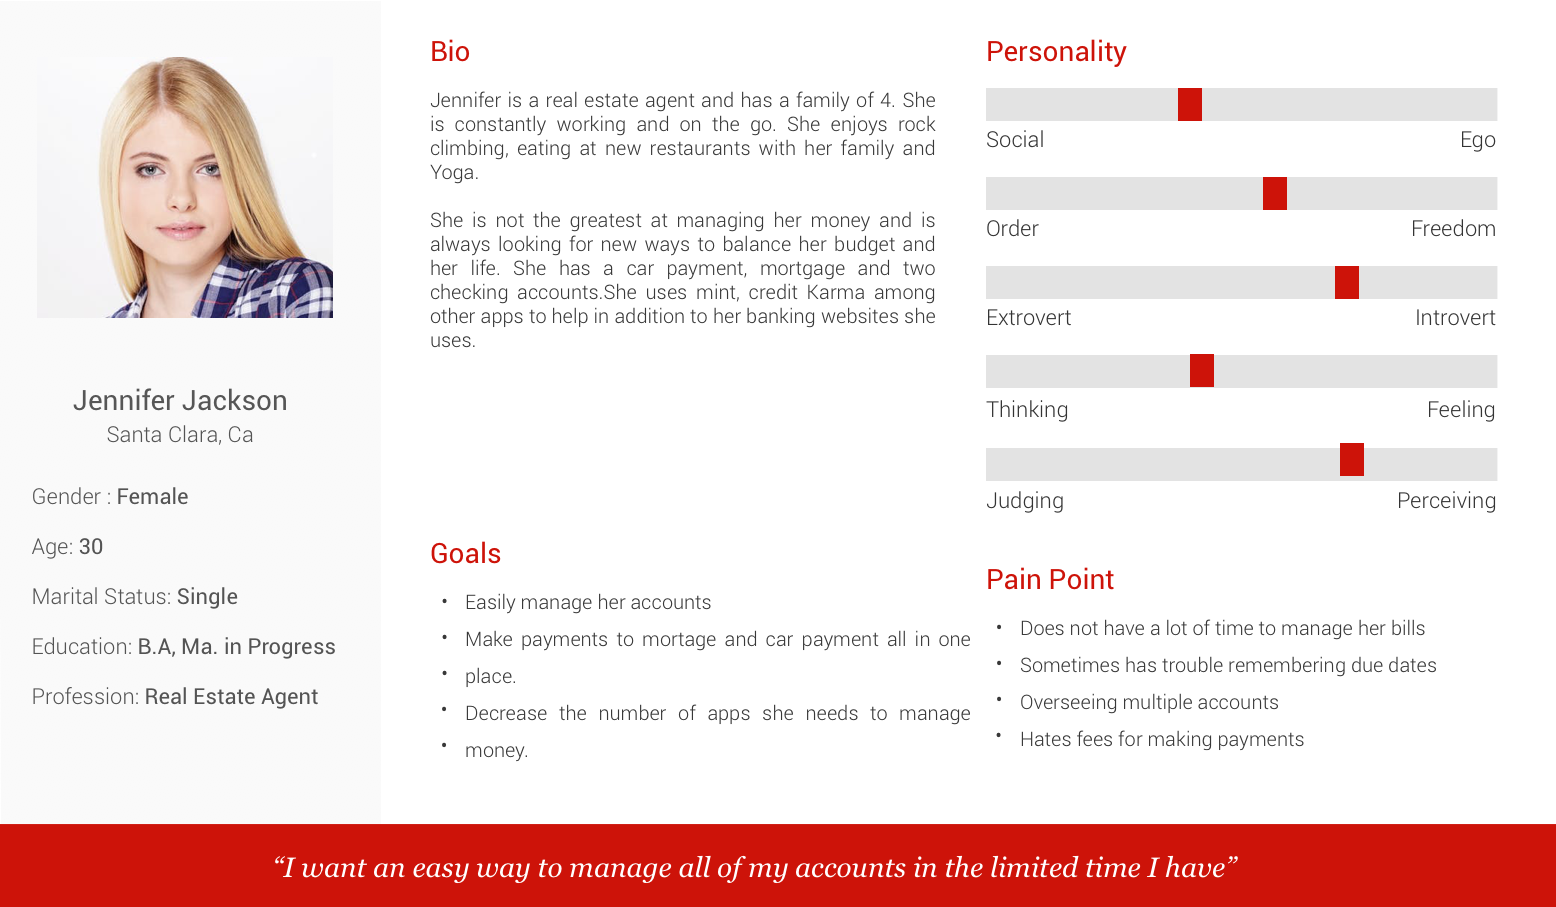 Jennifer Jackson
Santa Clara, Ca
Gender : Female
Age: 30
Marital Status: Single
Education: B.A, Ma. in Progress
Profession: Real Estate Agent
Bio
Jennifer is a real estate agent and has a family of 4. She
is constantly working and on the go. She enjoys rock
climbing, eating at new restaurants with her family and
Yoga.
She is not the greatest at managing her money and is
always looking for new ways to balance her budget and
her life. She has a car payment, mortgage and two
checking accounts.She uses mint, credit Karma among
other apps to help in addition to her banking websites she
uses.
Goals
• Easily manage her accounts
• Make payments to mortage and car payment all in one
• place.
• Decrease the number of apps she needs to manage
• money.
Personality
Social Ego
Order Freedom
Extrovert Introvert
Thinking Feeling
Judging Perceiving
Pain Point
• Does not have a lot of time to manage her bills
• Sometimes has trouble remembering due dates
• Overseeing multiple accounts
• Hates fees for making payments
“I want an easy way to manage all of my accounts in the limited time I have”